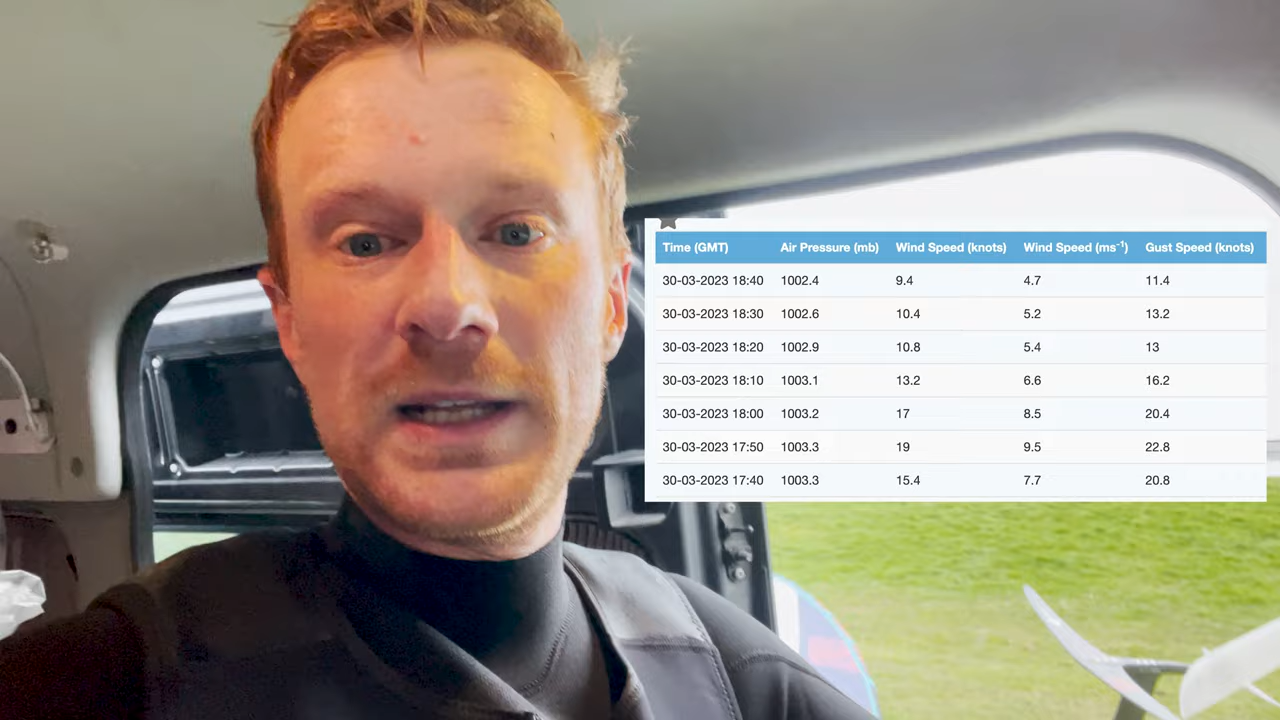 Time (GMT) Air Pressure (mb) Wind Speed (knots) Wind Speed (ms⁻¹) Gust Speed (knots)
30-03-2023 18:40 1002.4 9.4 4.7 11.4
30-03-2023 18:30 1002.6 10.4 5.2 13.2
30-03-2023 18:20 1002.9 10.8 5.4 13
30-03-2023 18:10 1003.1 13.2 6.6 16.2
30-03-2023 18:00 1003.2 17 8.5 20.4
30-03-2023 17:50 1003.3 19 9.5 22.8
30-03-2023 17:40 1003.3 15.4 7.7 20.8